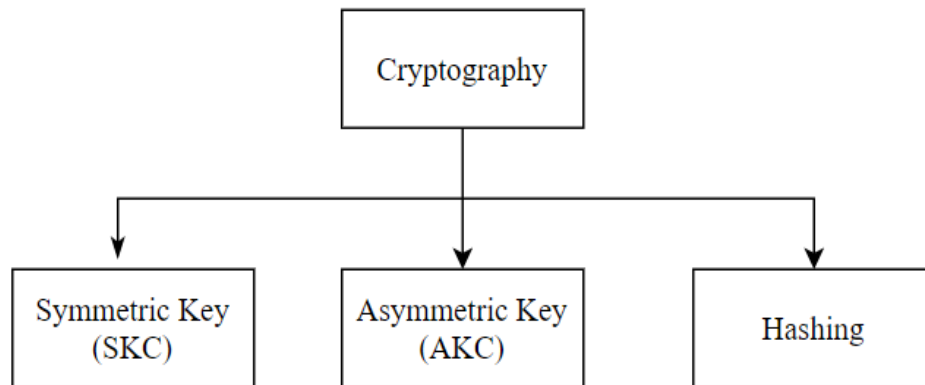 Cryptography
Symmetric Key
(SKC)
Asymmetric Key
(AKC)
Hashing